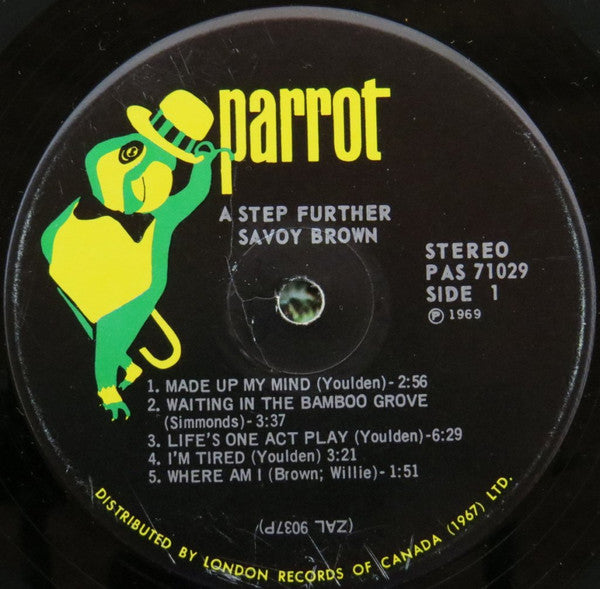 parrot
A STEP FURTHER
SAVOY BROWN
STEREO
PAS 71029
SIDE 1
℗ 1969
1. MADE UP MY MIND (Youlden) - 2:56
2. WAITING IN THE BAMBOO GROVE
(Simmonds) - 3:37
3. LIFE'S ONE ACT PLAY (Youlden) -6:29
4. I'M TIRED (Youlden) 3:21
5. WHERE AM I (Brown; Willie) - 1:51
(ZAL 9037P)
DISTRIBUTED BY LONDON RECORDS OF CANADA (1967) LTD.